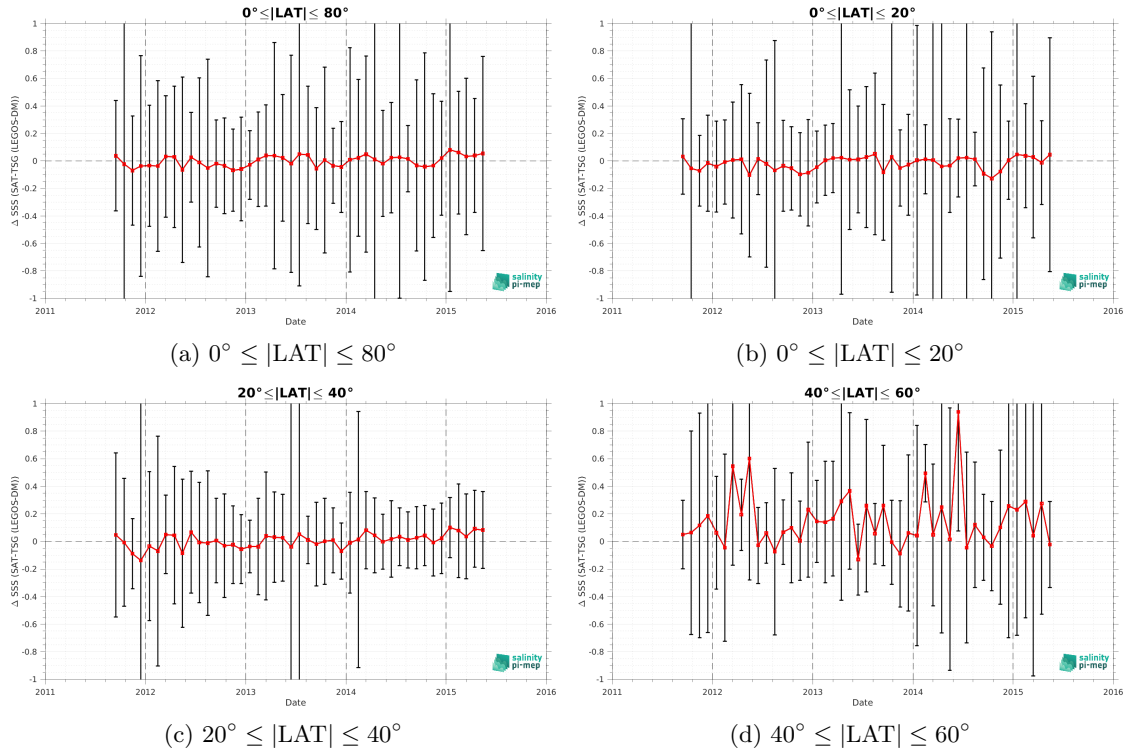 0°≤|LAT|≤ 80°
Δ SSS (SAT-TSG (LEGOS-DM))
1
0.8
0.6
0.4
0.2
0
-0.2
-0.4
-0.6
-0.8
-1
2011 2012 2013 2014 2015 2016
Date
salinity
pi-mep
(a) 0° ≤ |LAT| ≤ 80°
0°≤|LAT|≤ 20°
Δ SSS (SAT-TSG (LEGOS-DM))
1
0.8
0.6
0.4
0.2
0
-0.2
-0.4
-0.6
-0.8
-1
2011 2012 2013 2014 2015 2016
Date
salinity
pi-mep
(b) 0° ≤ |LAT| ≤ 20°
20°≤|LAT|≤ 40°
Δ SSS (SAT-TSG (LEGOS-DM))
1
0.8
0.6
0.4
0.2
0
-0.2
-0.4
-0.6
-0.8
-1
2011 2012 2013 2014 2015 2016
Date
salinity
pi-mep
(c) 20° ≤ |LAT| ≤ 40°
40°≤|LAT|≤ 60°
Δ SSS (SAT-TSG (LEGOS-DM))
1
0.8
0.6
0.4
0.2
0
-0.2
-0.4
-0.6
-0.8
-1
2011 2012 2013 2014 2015 2016
Date
salinity
pi-mep
(d) 40° ≤ |LAT| ≤ 60°